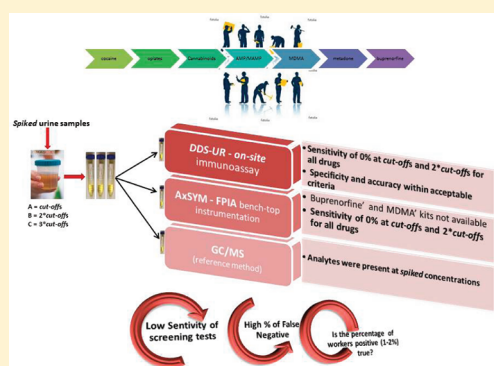 cocaine
opiates
Cannabinoids
AMP/MAMP
MDMA
metadone
buprenorfine
Spiked urine samples
A = cut-offs
B = 2*cut-offs
C = 5*cut-offs
DDS-UR - on-site
immunoassay
• Sensitivity of 0% at cut-offs and 2*cut-offs for
all drugs
• Specificity and accuracy within acceptable
criteria
AxSYM - FPIA bench-top
instrumentation
• Buprenorfine' and MDMA' kits not available
• Sensitivity of 0% at cut-offs and 2*cut-offs
for all drugs
GC/MS
(reference method)
• Analytes were present at spiked concentrations
Low Sentivity of
screening tests
High % of False
Negative
Is the percentage of
workers positive (1-2%)
true?